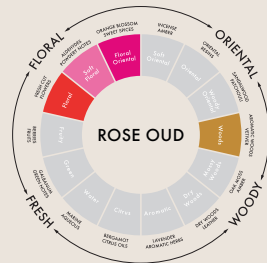 FLORAL
ORIENTAL
WOODY
FRESH
FRESH CUT
FLOWERS
ALDEHYDES
POWDERY NOTES
ORANGE BLOSSOM
SWEET SPICES
INCENSE
AMBER
ORIENTAL
RESINS
SANDALWOOD
PATCHOULI
AROMATIC WOODS
VETIVER
OAK MOSS
AMBER
DRY WOODS
LEATHER
LAVENDER
AROMATIC HERBS
BERGAMOT
CITRUS OILS
MARINE
AQUEOUS
GALBANUM
GREEN NOTES
BERRIES
FRUITS
Floral
Soft
Floral
Floral
Oriental
Soft
Oriental
Oriental
Woody
Oriental
Woods
Mossy
Woods
Dry
Woods
Aromatic
Citrus
Water
Green
Fruity
ROSE OUD